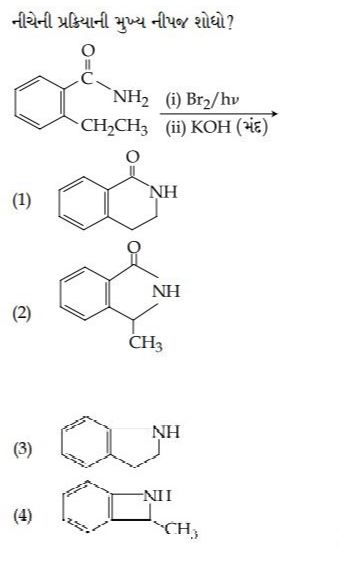 નીચેની પ્રક્રિયાની મુખ્ય નીપજ શોધો?
O
C
NH₂ (i) Br₂/hν
CH₂CH₃ (ii) KOH (મંદ)
O
(1) NH
O
NH
(2)
CH₃
NH
(3)
NH
(4)
CH₃